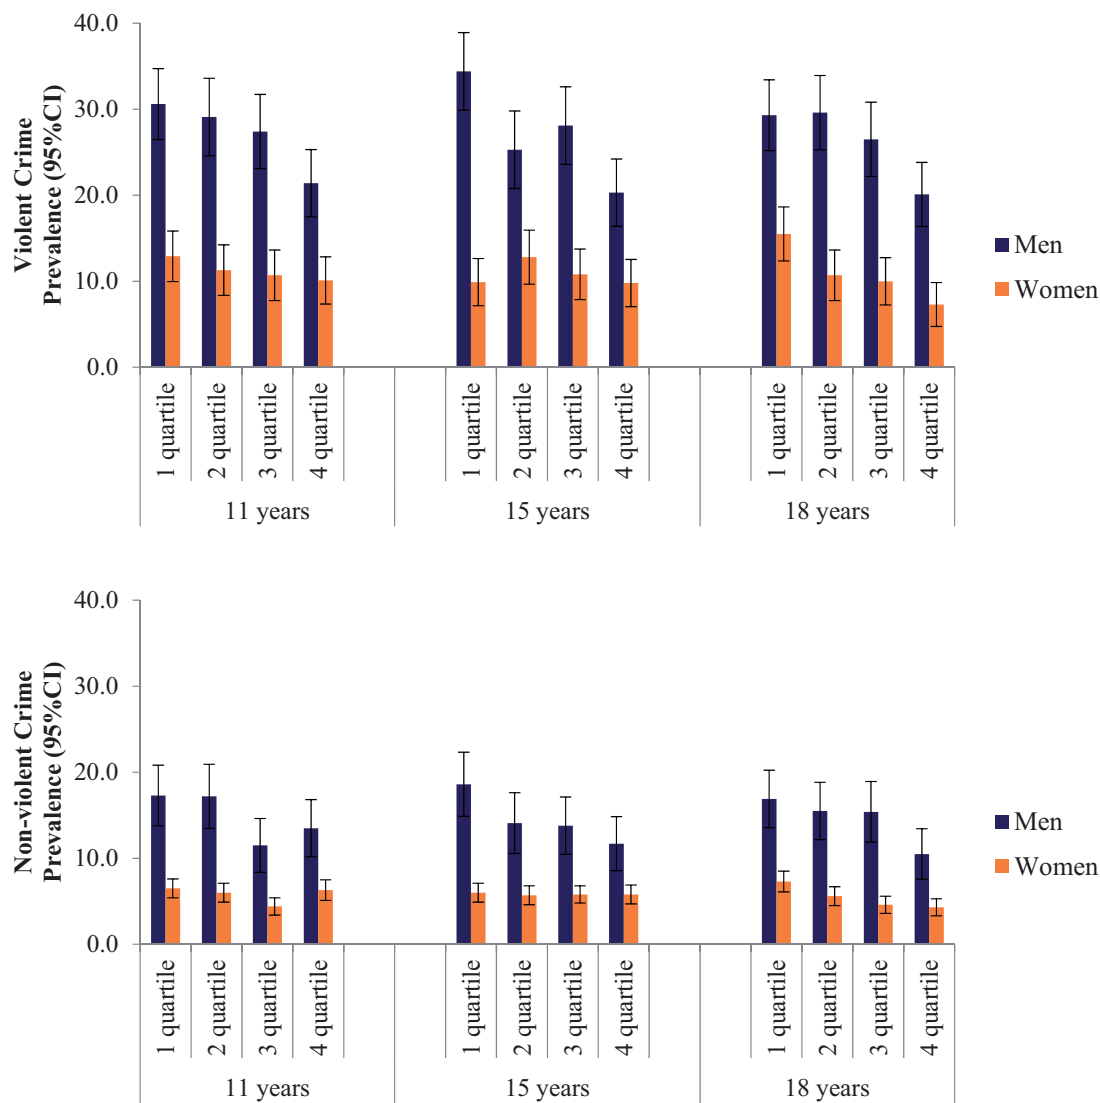 Violent Crime
Prevalence (95%CI)
40.0
30.0
20.0
10.0
0.0
1 quartile
2 quartile
3 quartile
4 quartile
1 quartile
2 quartile
3 quartile
4 quartile
1 quartile
2 quartile
3 quartile
4 quartile
11 years
15 years
18 years
Men
Women
Non-violent Crime
Prevalence (95%CI)
40.0
30.0
20.0
10.0
0.0
1 quartile
2 quartile
3 quartile
4 quartile
1 quartile
2 quartile
3 quartile
4 quartile
1 quartile
2 quartile
3 quartile
4 quartile
11 years
15 years
18 years
Men
Women